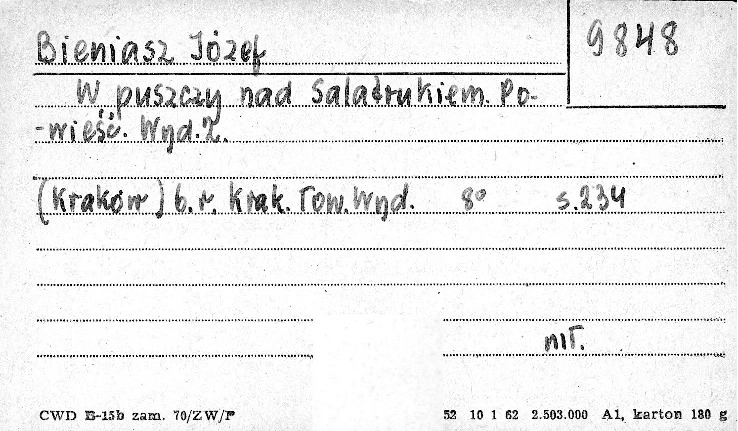 Bieniasz Józef
9848
W puszczy nad Saladrukiem. Po-
-wieść. Wyd. 2.
(Kraków) b.r. Krak. Tow. Wyd. 8° s. 234
nlT.
CWD E-15b zam. 70/ZW/P
52 10 1 62 2.503.000 A1, karton 180 g